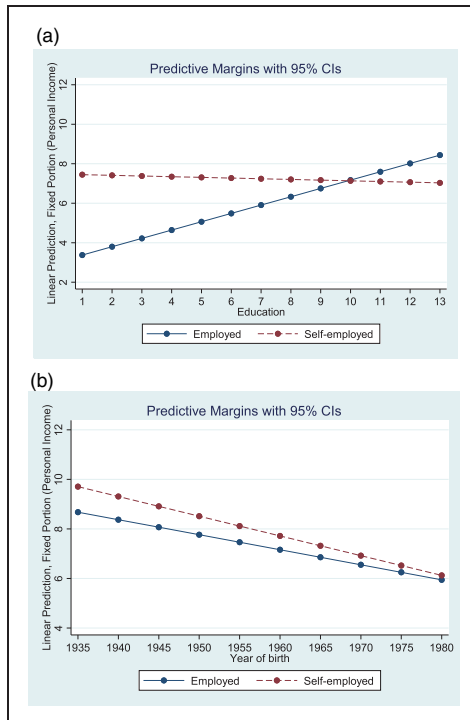 (a)
Predictive Margins with 95% CIs
Linear Prediction, Fixed Portion (Personal Income)
12
10
8
6
4
2
1 2 3 4 5 6 7 8 9 10 11 12 13
Education
Employed Self-employed
(b)
Predictive Margins with 95% CIs
Linear Prediction, Fixed Portion (Personal Income)
12
10
8
6
4
1935 1940 1945 1950 1955 1960 1965 1970 1975 1980
Year of birth
Employed Self-employed